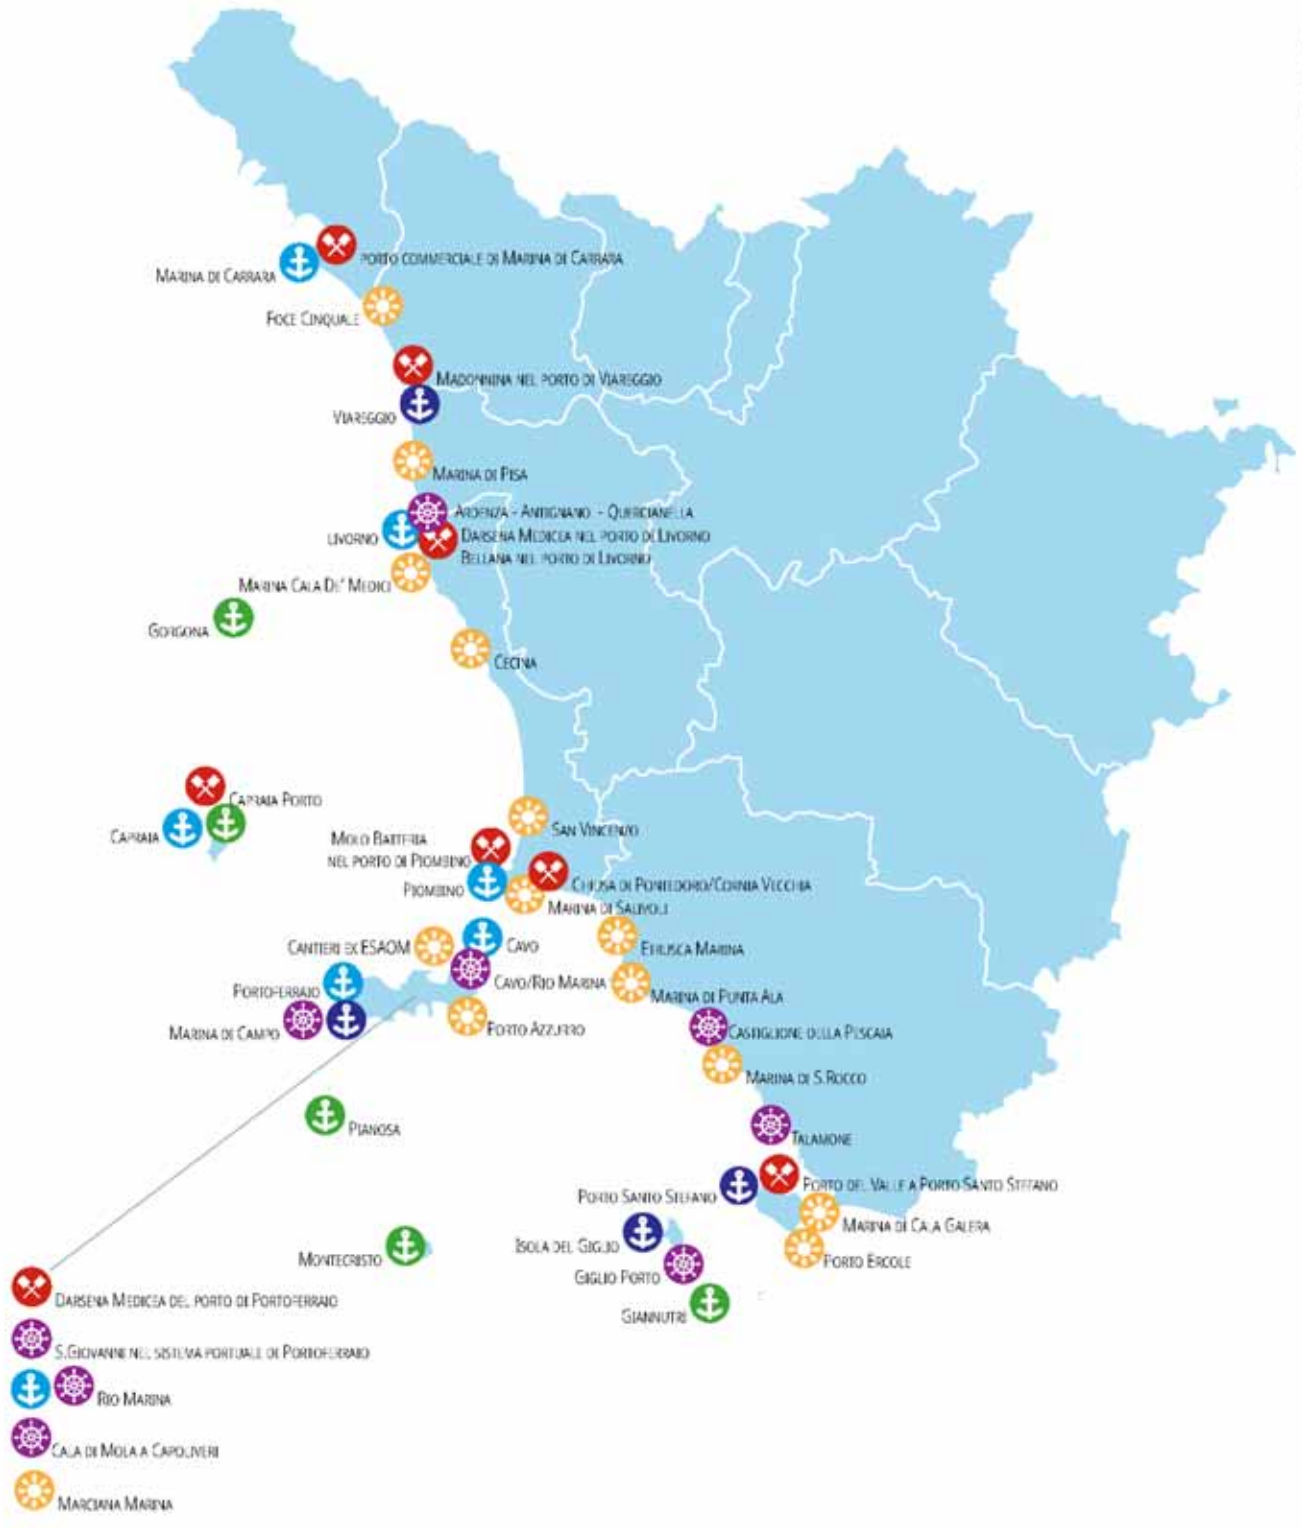 Porto commerciale di Marina di Carrara
Marina di Carrara
Foce Cinquale
Madonnina nel porto di Viareggio
Viareggio
Marina di Pisa
Ardenza - Antignano - Quercianella
Livorno
Darsena Medicea nel porto di Livorno
Bellana nel porto di Livorno
Marina Cala De' Medici
Gorgona
Cecina
Capraia Porto
Capraia
San Vincenzo
Molo Batteria
nel porto di Piombino
Piombino
Chiusa di Pontedoro/Cornia Vecchia
Marina di Salivoli
Cantieri ex ESAOM
Cavo
Etrusca Marina
Portoferraio
Cavo/Rio Marina
Marina di Punta Ala
Marina di Campo
Porto Azzurro
Castiglione della Pescaia
Marina di S.Rocco
Pianosa
Talamone
Porto Santo Stefano
Porto del Valle a Porto Santo Stefano
Marina di Cala Galera
Isola del Giglio
Porto Ercole
Montecristo
Giglio Porto
Giannutri
Darsena Medicea del porto di Portoferraio
S.Giovanni nel sistema portuale di Portoferraio
Rio Marina
Cala di Mola a Capoliveri
Marciana Marina